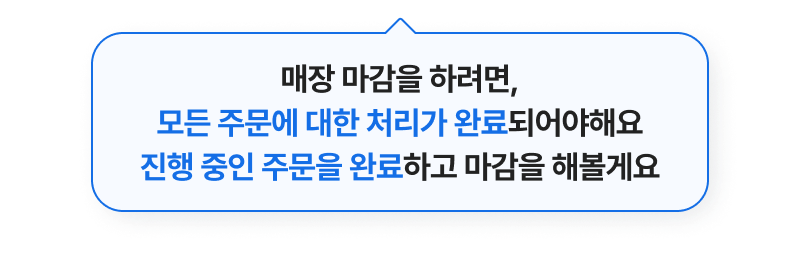 매장 마감을 하려면,
모든 주문에 대한 처리가 완료되어야해요
진행 중인 주문을 완료하고 마감을 해볼게요